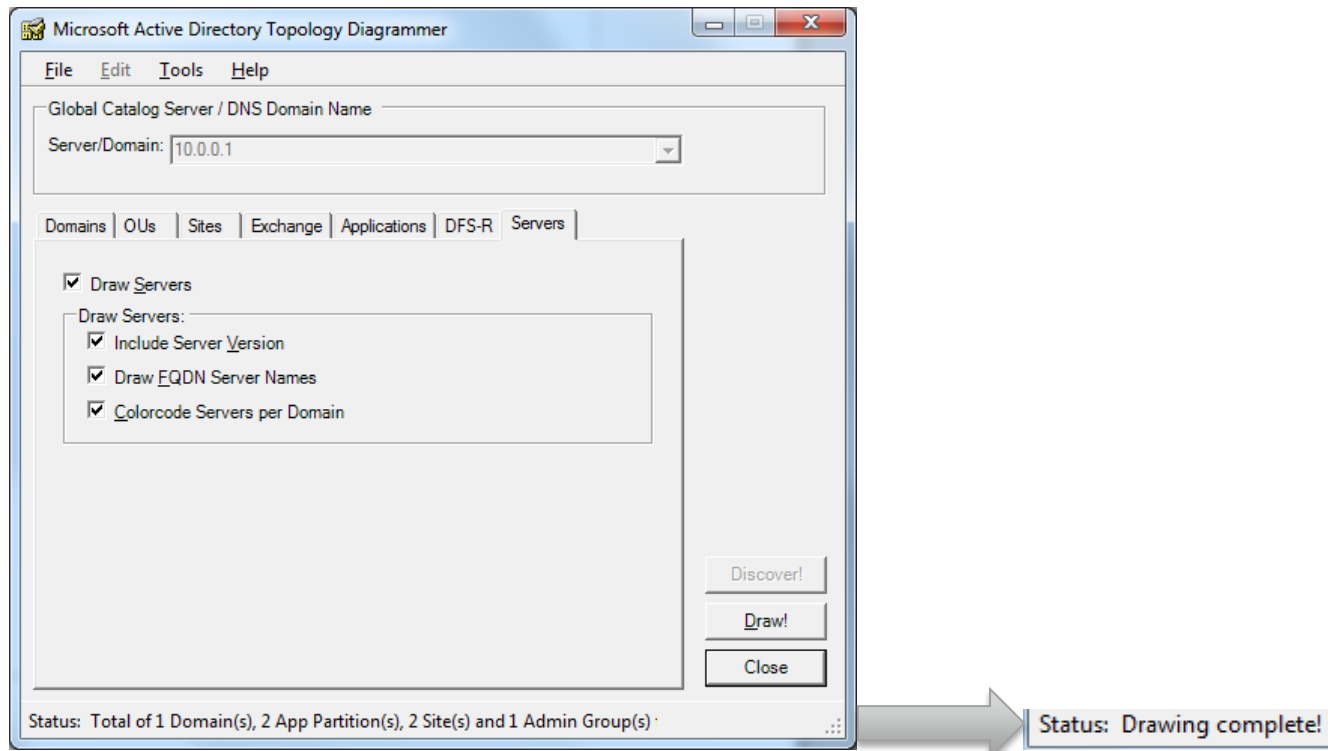 Microsoft Active Directory Topology Diagrammer
File Edit Tools Help
Global Catalog Server / DNS Domain Name
Server/Domain: 10.0.0.1
Domains OUs Sites Exchange Applications DFS-R Servers
Draw Servers
Draw Servers:
Include Server Version
Draw FQDN Server Names
Colorcode Servers per Domain
Discover!
Draw!
Close
Status: Total of 1 Domain(s), 2 App Partition(s), 2 Site(s) and 1 Admin Group(s)
Status: Drawing complete!